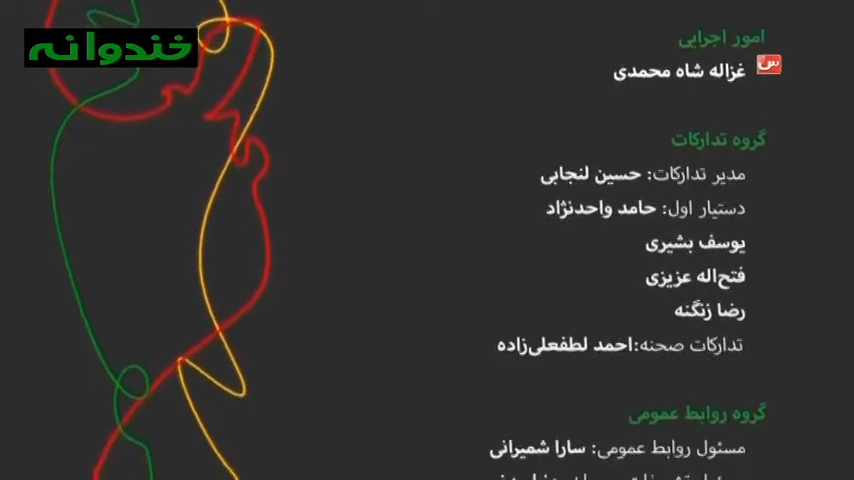 خندوانه
امور اجرایی
س
غزاله شاه محمدی
گروه تدارکات
مدیر تدارکات: حسین لنجابی
دستیار اول: حامد واحدنژاد
یوسف بشیری
فتح‌اله عزیزی
رضا زنگنه
تدارکات صحنه:احمد لطفعلی‌زاده
گروه روابط عمومی
مسئول روابط عمومی: سارا شمیرانی